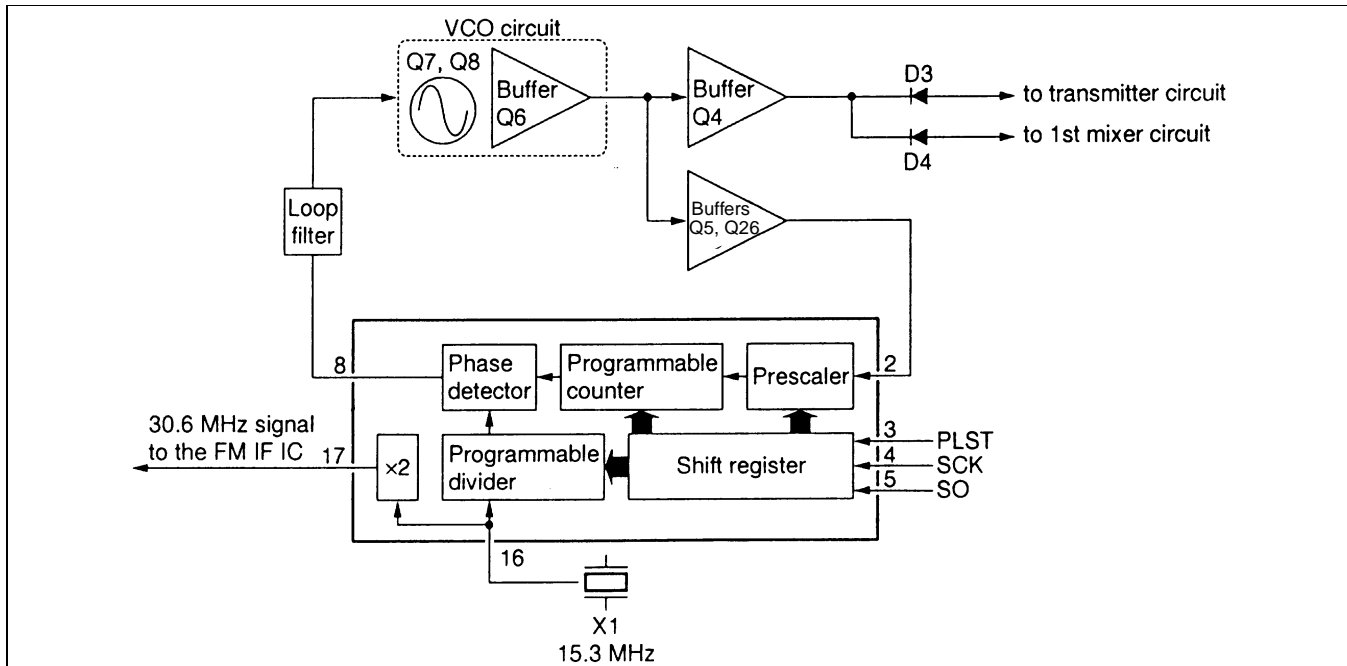 VCO circuit
Q7, Q8
Buffer
Q6
Buffer
Q4
D3
to transmitter circuit
to 1st mixer circuit
D4
Buffers
Q5, Q26
Loop
filter
8
Phase
detector
Programmable
counter
Prescaler
2
30.6 MHz signal
to the FM IF IC
17
×2
Programmable
divider
Shift register
3
PLST
4
SCK
5
SO
16
X1
15.3 MHz